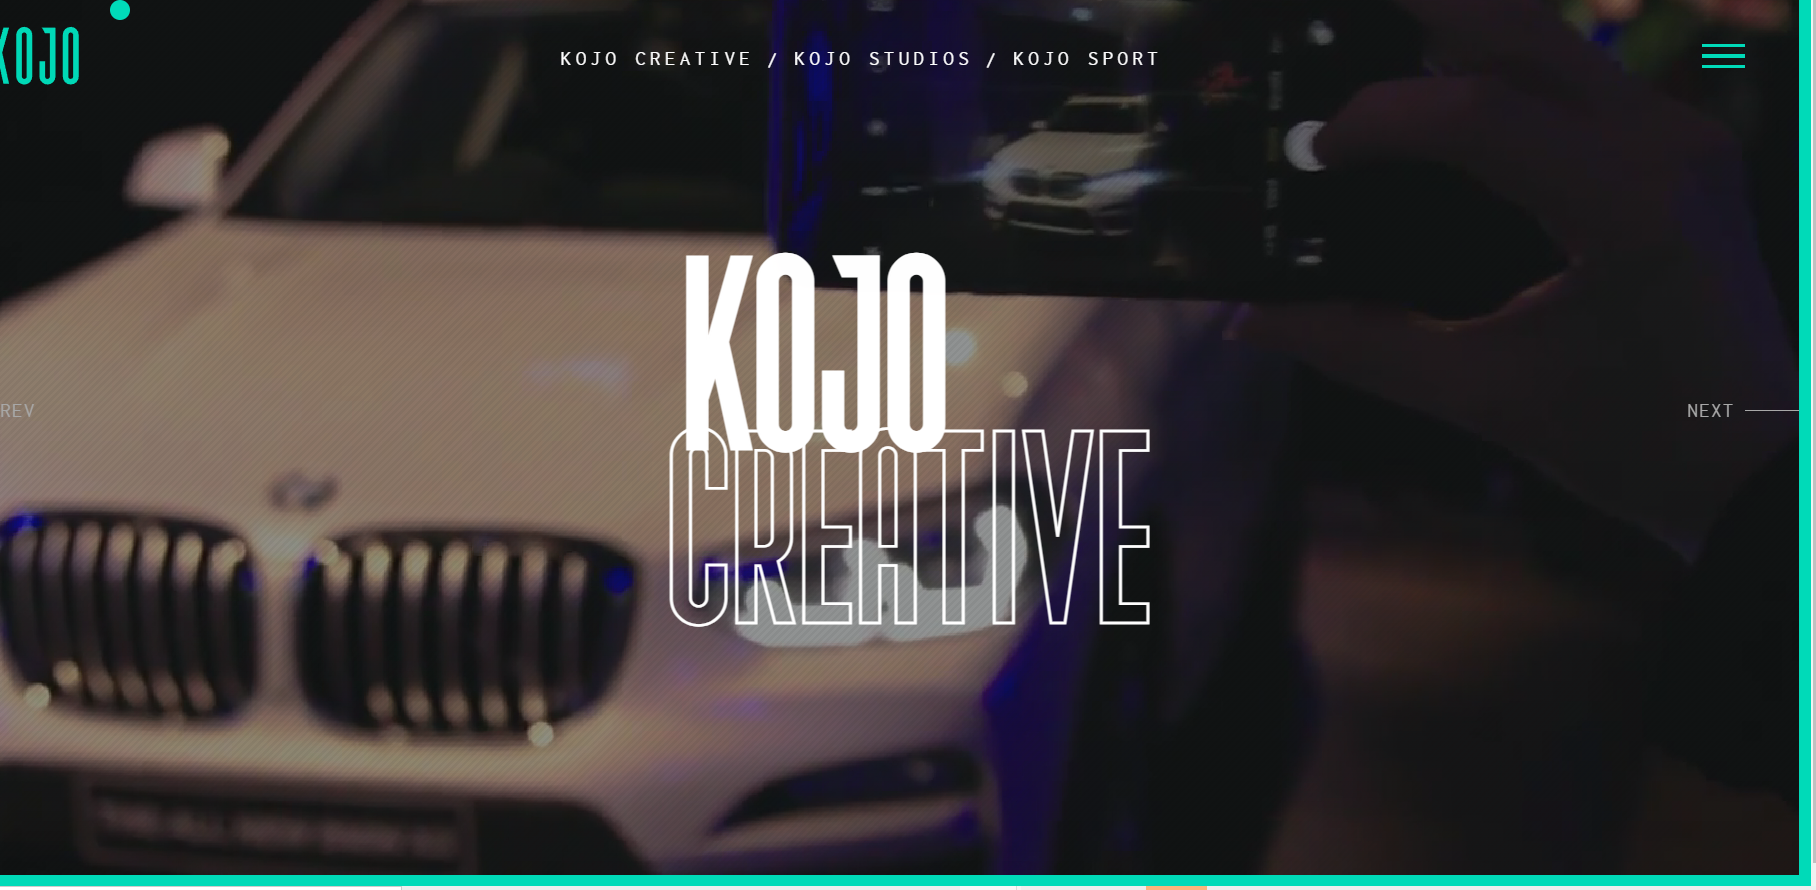 KOJO
KOJO CREATIVE / KOJO STUDIOS / KOJO SPORT
KOJO
CREATIVE
REV
NEXT